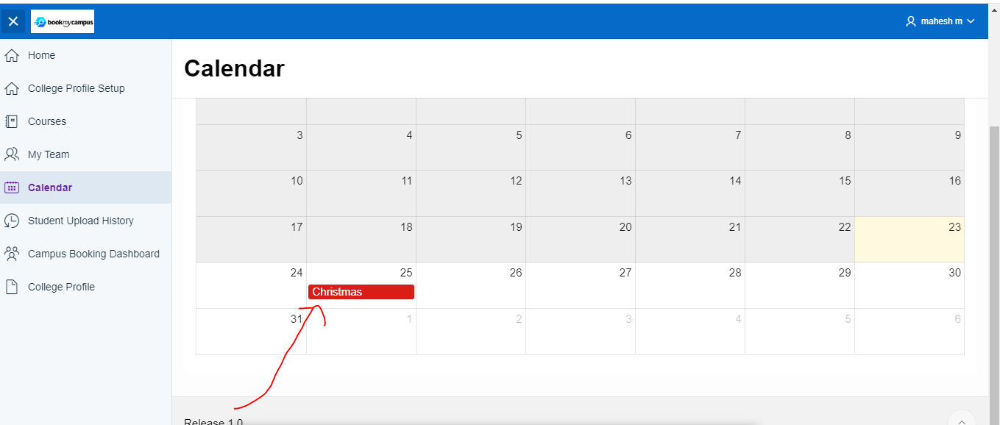 bookmycampus
mahesh m
Home
College Profile Setup
Courses
My Team
Calendar
Student Upload History
Campus Booking Dashboard
College Profile
Calendar
3 4 5 6 7 8 9
10 11 12 13 14 15 16
17 18 19 20 21 22 23
24 25 26 27 28 29 30
Christmas
31 1 2 3 4 5 6
Release 1.0